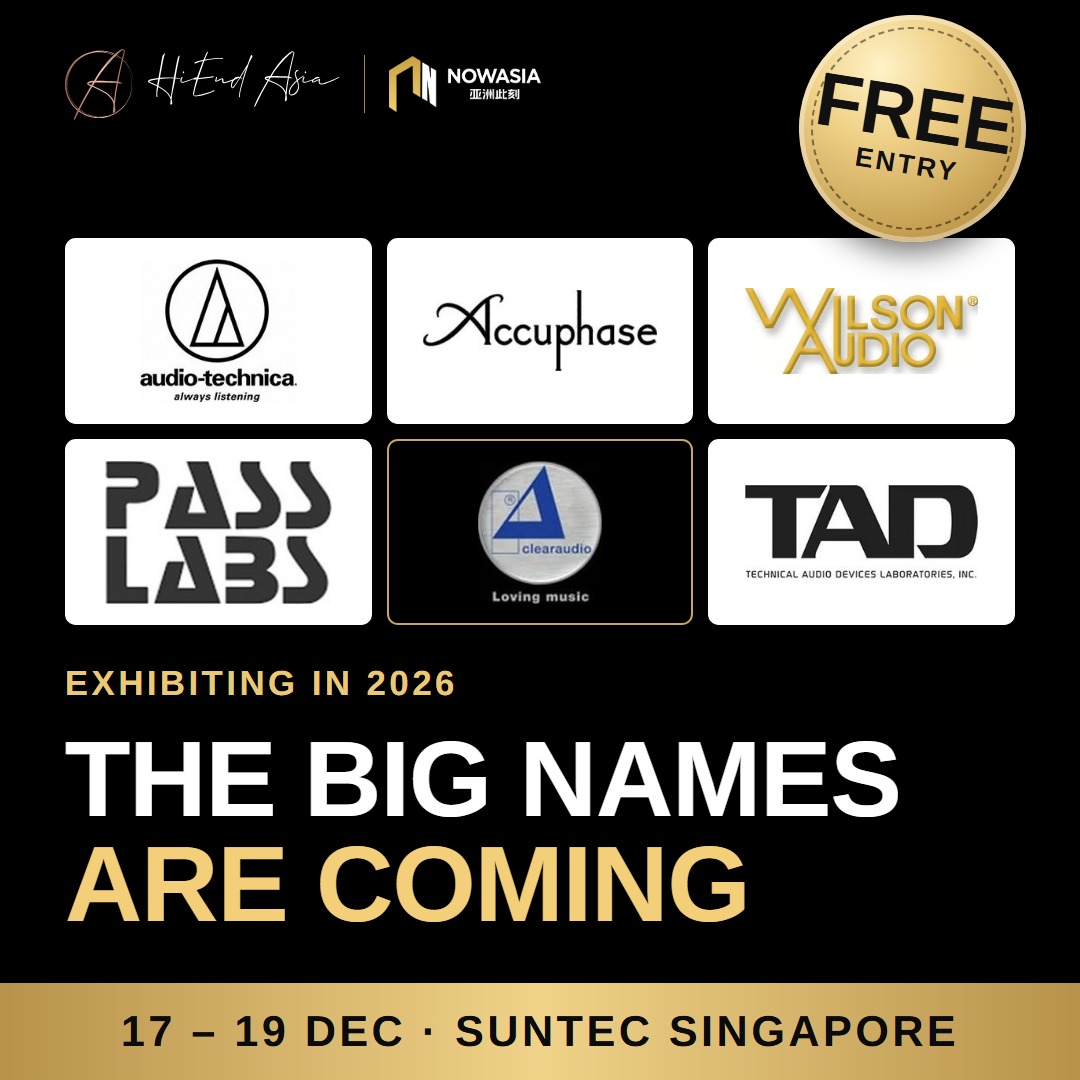 HiEnd Asia
NOWASIA
亚洲此刻
FREE
ENTRY
audio-technica.
always listening
Accuphase
WILSON®
AUDIO
PASS
LABS
®
clearaudio
Loving music
TAD
TECHNICAL AUDIO DEVICES LABORATORIES, INC.
EXHIBITING IN 2026
THE BIG NAMES
ARE COMING
17 – 19 DEC · SUNTEC SINGAPORE